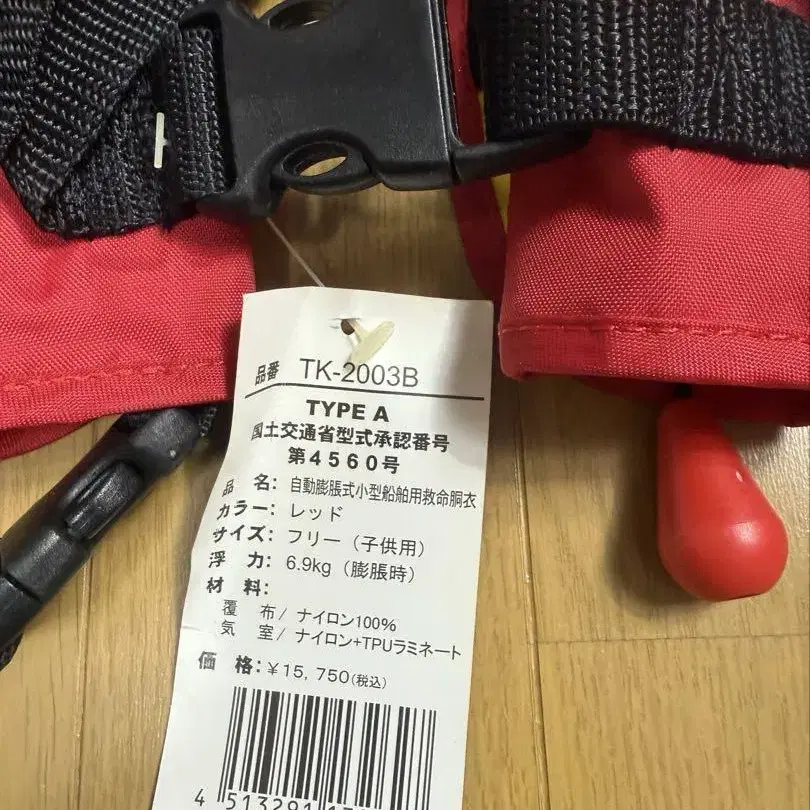 品番 TK-2003B
TYPE A
国土交通省型式承認番号
第4560号
品 名: 自動膨脹式小型船舶用救命胴衣
カラー: レッド
サイズ: フリー (子供用)
浮 力: 6.9kg (膨脹時)
材 料:
覆 布/ ナイロン100%
気 室/ ナイロン+TPUラミネート
価 格: ¥15,750(税込)
4 513291